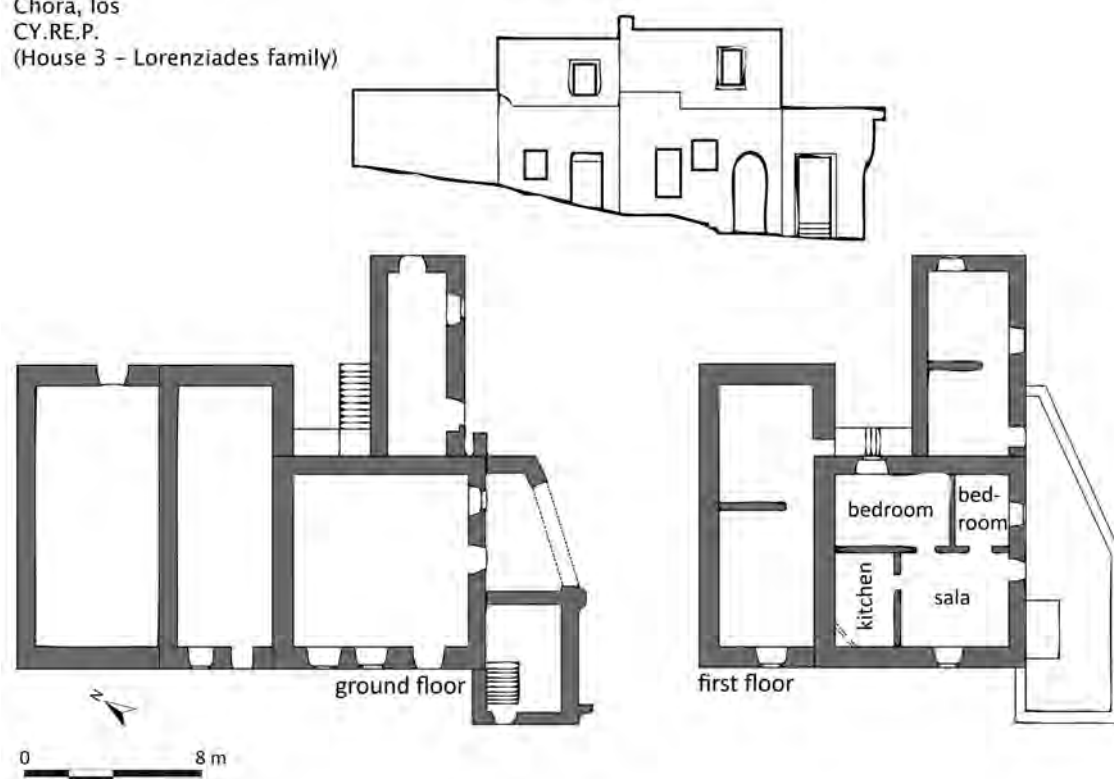 Chora, Ios
CY.RE.P.
(House 3 – Lorenziades family)
bedroom
bed-
room
kitchen
sala
ground floor
first floor
N
0 8 m